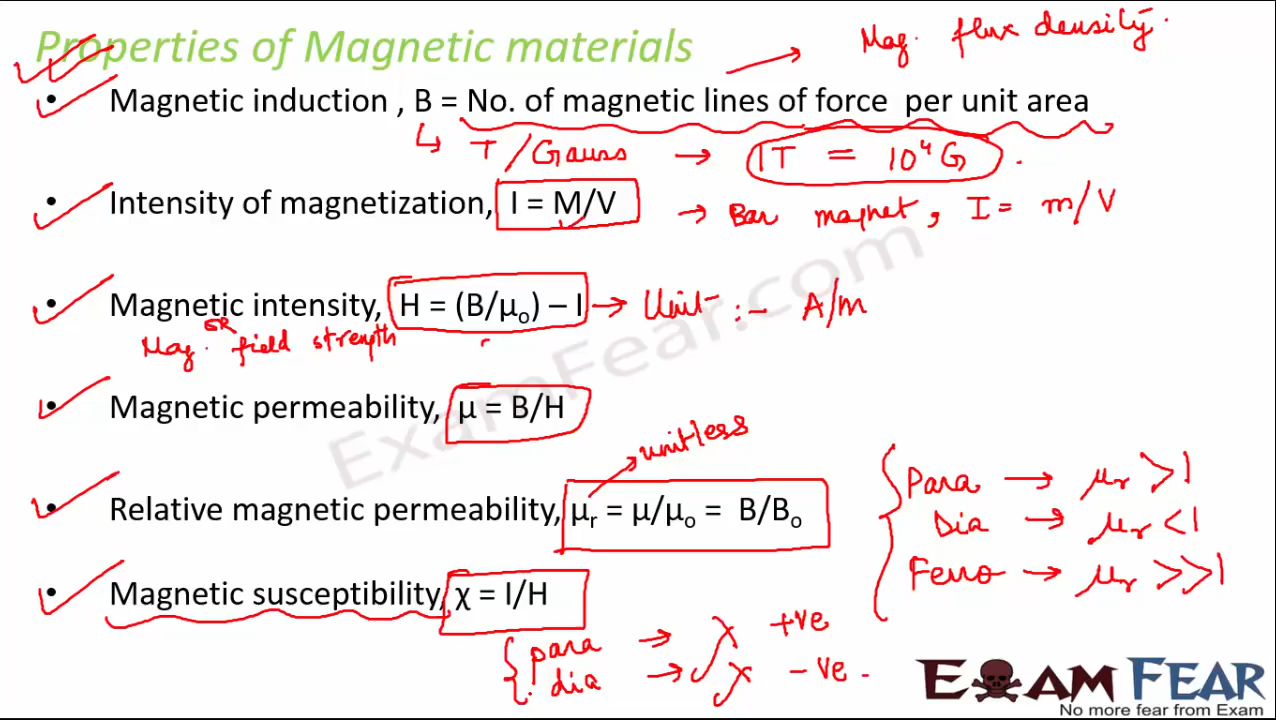 Properties of Magnetic materials
Mag. flux density.
• Magnetic induction , B = No. of magnetic lines of force per unit area
↳ T/Gauss → 1T = 10⁴ G .
• Intensity of magnetization, I = M/V → Bar magnet, I = m/V
• Magnetic intensity, H = (B/μₒ) – I → Unit :- A/m
OR
Mag. field strength
• Magnetic permeability, μ = B/H
unitless
• Relative magnetic permeability, μᵣ = μ/μₒ = B/Bₒ
Para → μᵣ >1
Dia → μᵣ <1
Ferro → μᵣ >>1
• Magnetic susceptibility, χ = I/H
para → χ +ve
dia → χ -ve .
ExamFear.com
EXAM FEAR
No more fear from Exam